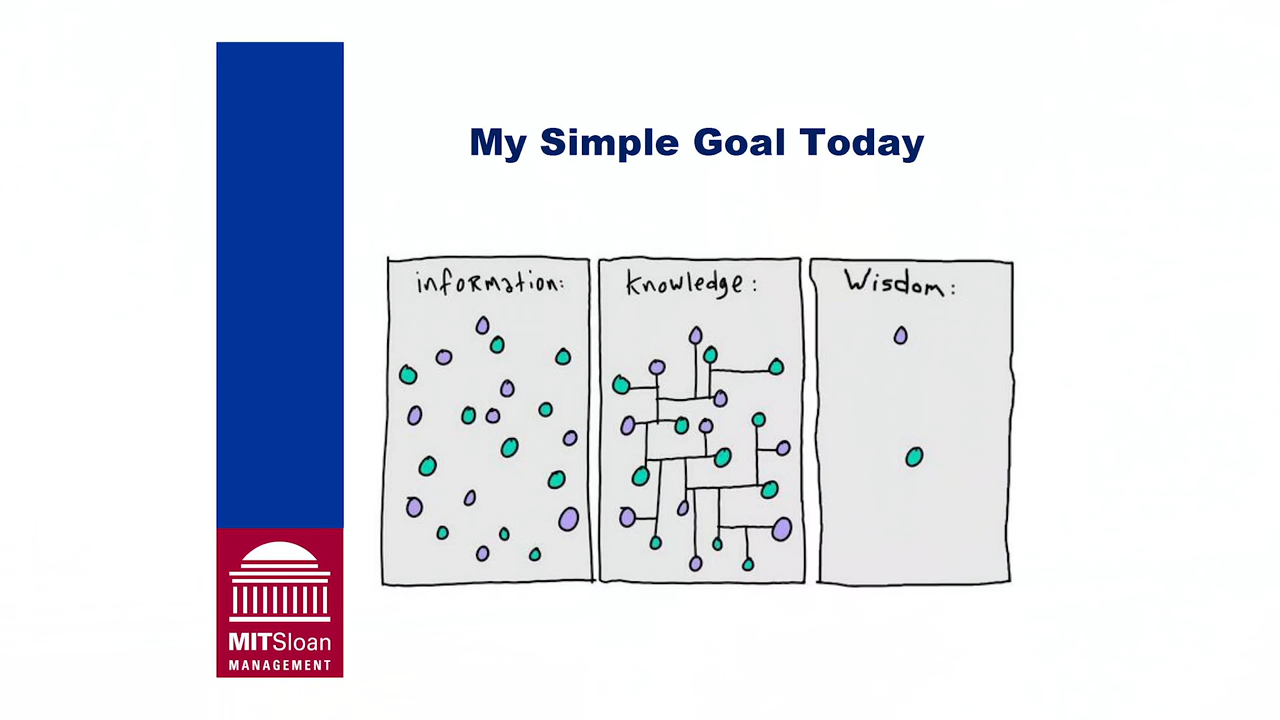 My Simple Goal Today
information:
knowledge:
Wisdom:
MITSloan
MANAGEMENT